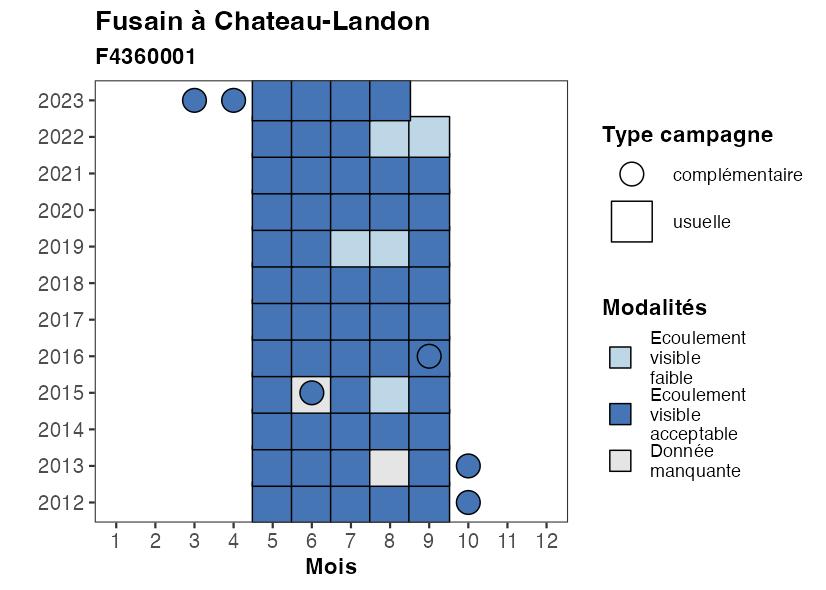 Fusain à Chateau-Landon
F4360001
2023
2022
2021
2020
2019
2018
2017
2016
2015
2014
2013
2012
1 2 3 4 5 6 7 8 9 10 11 12
Mois
Type campagne
complémentaire
usuelle
Modalités
Ecoulement
visible
faible
Ecoulement
visible
acceptable
Donnée
manquante